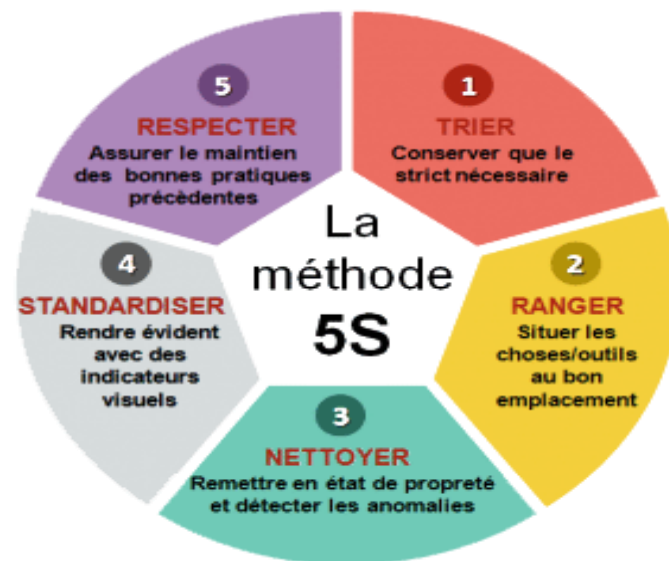 La
méthode
5S
1
TRIER
Conserver que le
strict nécessaire
2
RANGER
Situer les
choses/outils
au bon
emplacement
3
NETTOYER
Remettre en état de propreté
et détecter les anomalies
4
STANDARDISER
Rendre évident
avec des
indicateurs
visuels
5
RESPECTER
Assurer le maintien
des bonnes pratiques
précèdentes